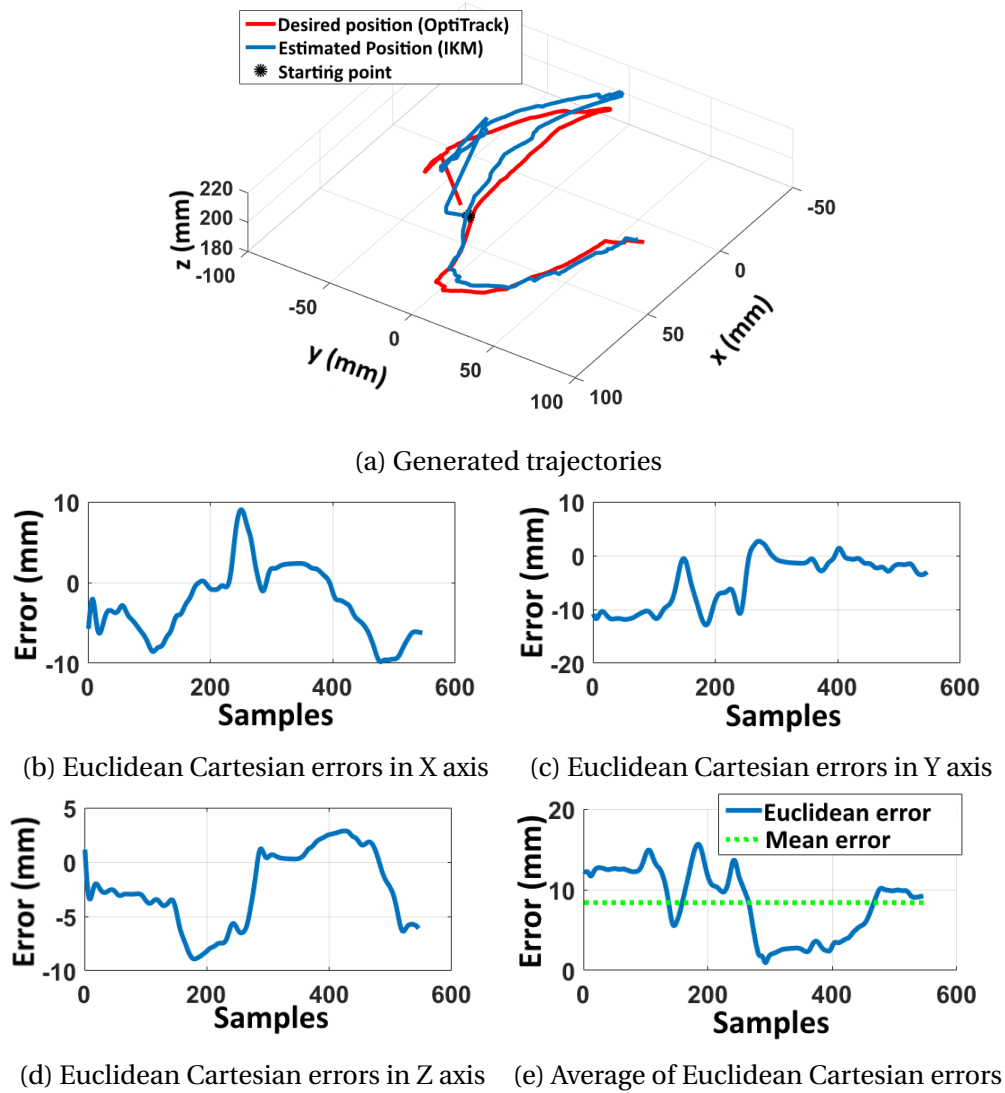 Desired position (OptiTrack)
Estimated Position (IKM)
Starting point
220
200
180
z (mm)
-100
-50
0
50
100
y (mm)
100
50
0
-50
x (mm)
(a) Generated trajectories
10
0
-10
Error (mm)
0 200 400 600
Samples
(b) Euclidean Cartesian errors in X axis
10
0
-10
-20
Error (mm)
0 200 400 600
Samples
(c) Euclidean Cartesian errors in Y axis
5
0
-5
-10
Error (mm)
0 200 400 600
Samples
(d) Euclidean Cartesian errors in Z axis
20
10
0
Error (mm)
Euclidean error
Mean error
0 200 400 600
Samples
(e) Average of Euclidean Cartesian errors